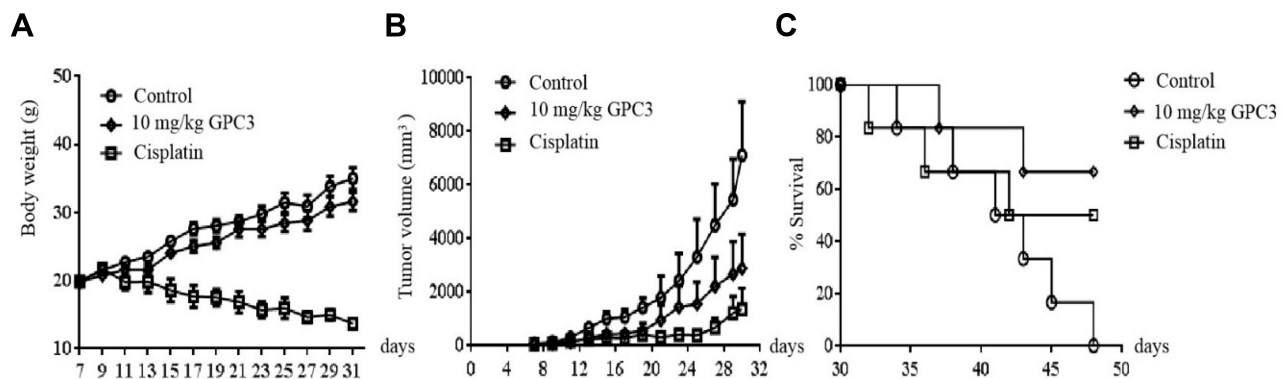 A
Body weight (g)
50
40
30
20
10
Control
10 mg/kg GPC3
Cisplatin
7 9 11 13 15 17 19 21 23 25 27 29 31
days
B
Tumor volume (mm³)
10000
8000
6000
4000
2000
0
Control
10 mg/kg GPC3
Cisplatin
0 4 8 12 16 20 24 28 32
days
C
% Survival
100
80
60
40
20
0
Control
10 mg/kg GPC3
Cisplatin
30 35 40 45 50
days